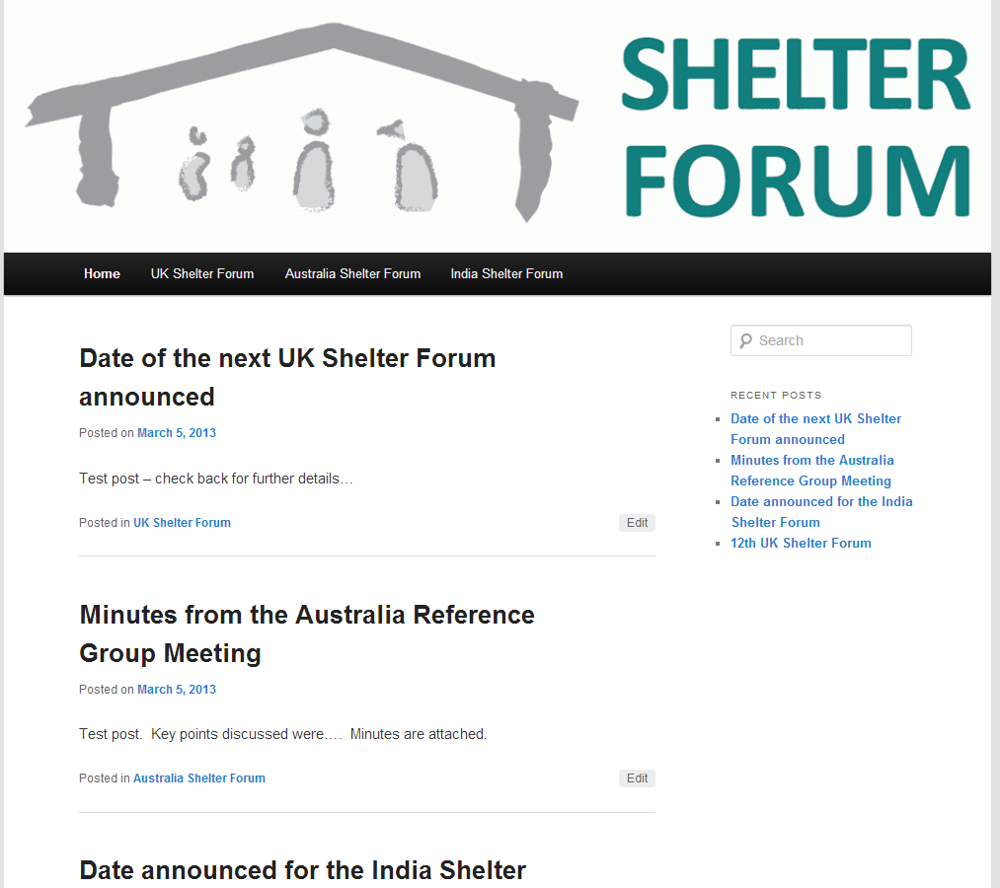 SHELTER
FORUM
Home UK Shelter Forum Australia Shelter Forum India Shelter Forum
Date of the next UK Shelter Forum
announced
Posted on March 5, 2013
Test post – check back for further details…
Posted in UK Shelter Forum Edit
Minutes from the Australia Reference
Group Meeting
Posted on March 5, 2013
Test post.  Key points discussed were….  Minutes are attached.
Posted in Australia Shelter Forum Edit
Date announced for the India Shelter
Search
RECENT POSTS
Date of the next UK Shelter
Forum announced
Minutes from the Australia
Reference Group Meeting
Date announced for the India
Shelter Forum
12th UK Shelter Forum